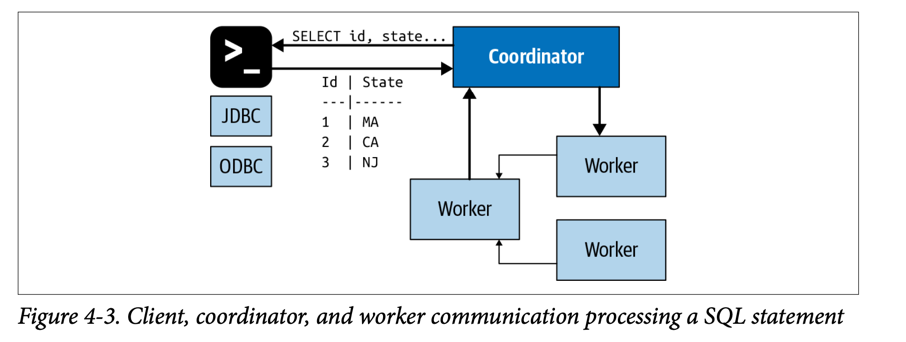 SELECT id, state...
Coordinator
>_
Id | State
---|------
1 | MA
2 | CA
3 | NJ
JDBC
ODBC
Worker
Worker
Worker
Figure 4-3. Client, coordinator, and worker communication processing a SQL statement